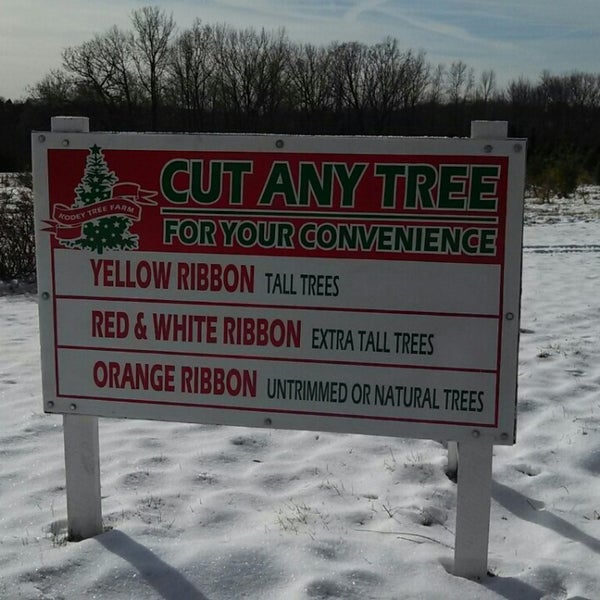 RODEY TREE FARM
CUT ANY TREE
FOR YOUR CONVENIENCE
YELLOW RIBBON TALL TREES
RED & WHITE RIBBON EXTRA TALL TREES
ORANGE RIBBON UNTRIMMED OR NATURAL TREES